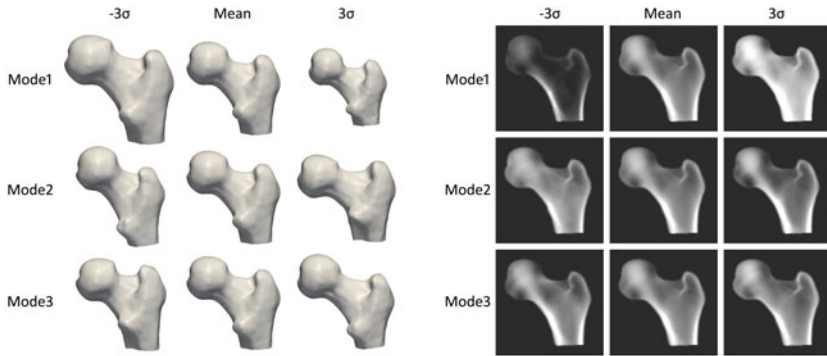 -3σ Mean 3σ -3σ Mean 3σ
Mode1 Mode1
Mode2 Mode2
Mode3 Mode3